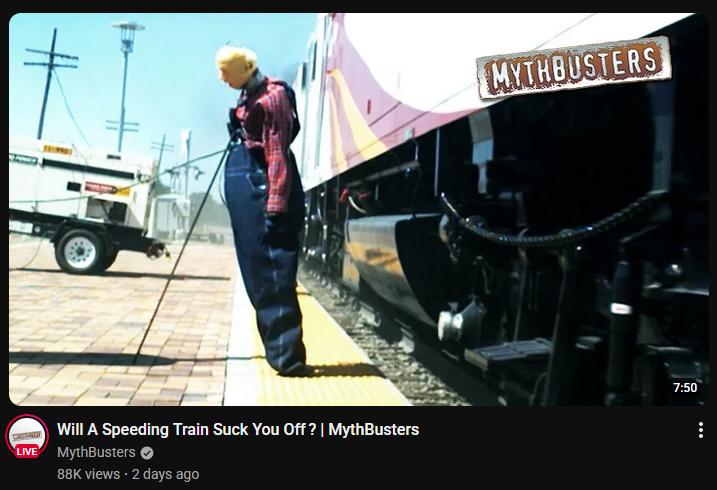 MYTHBUSTERS
7:50
Will A Speeding Train Suck You Off? | MythBusters
LIVE
MythBusters
88K views · 2 days ago